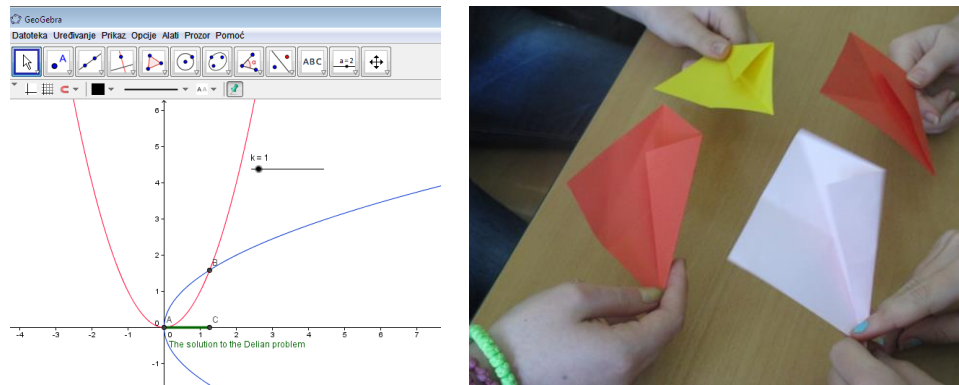 GeoGebra
Datoteka Uređivanje Prikaz Opcije Alati Prozor Pomoć
A
α
ABC
a=2
A A
6
k = 1
5
4
3
2
B
1
0
A
C
-4 -3 -2 -1 0 1 2 3 4 5 6 7
The solution to the Delian problem
-1